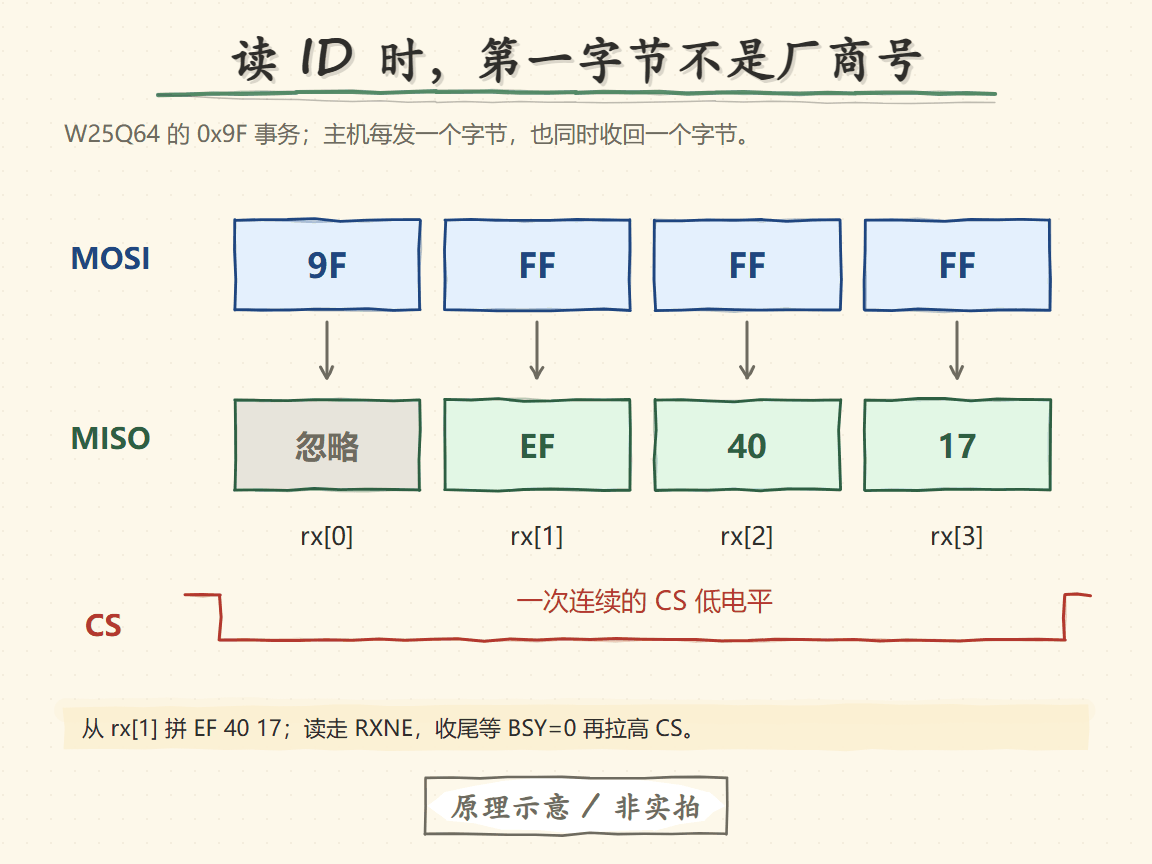 读 ID 时，第一字节不是厂商号
W25Q64 的 0x9F 事务；主机每发一个字节，也同时收回一个字节。
MOSI 9F FF FF FF
MISO 忽略 EF 40 17
rx[0] rx[1] rx[2] rx[3]
一次连续的 CS 低电平
CS
从 rx[1] 拼 EF 40 17；读走 RXNE，收尾等 BSY=0 再拉高 CS。
原理示意 / 非实拍